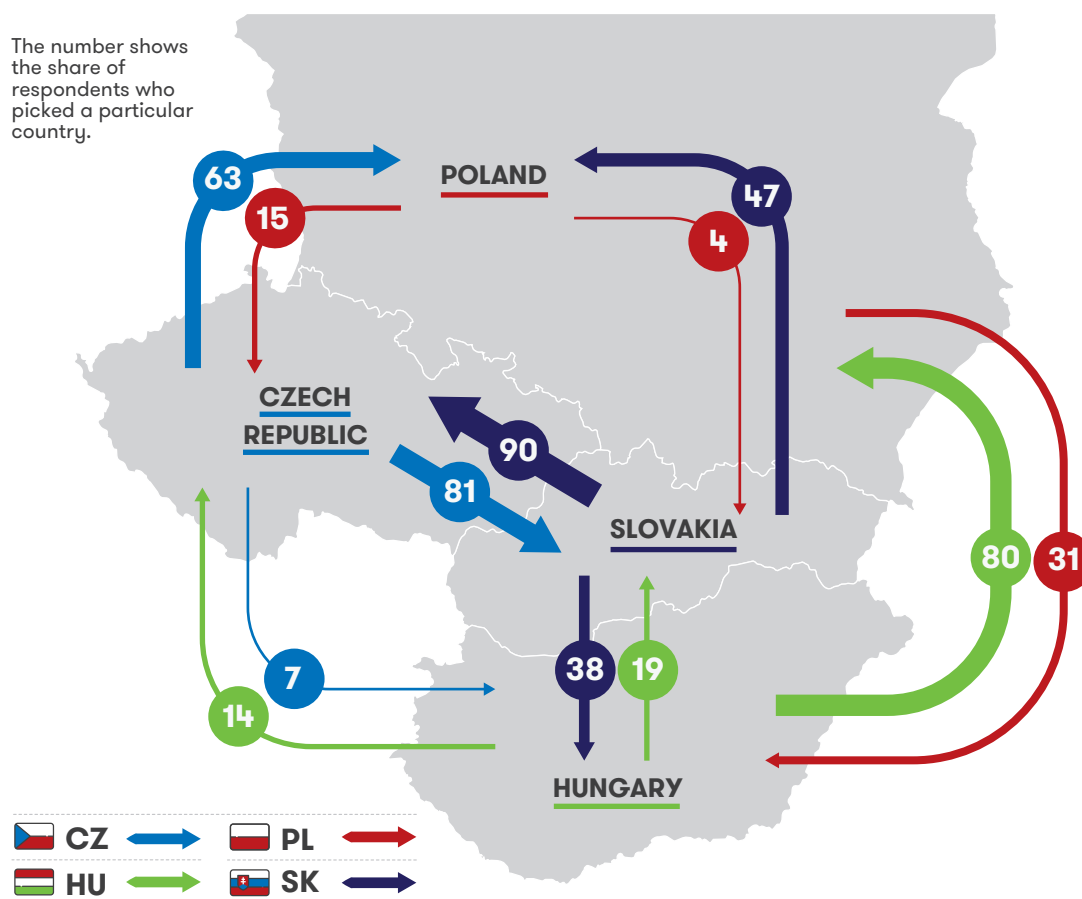 The number shows
the share of
respondents who
picked a particular
country.
63
15
POLAND
47
4
CZECH
REPUBLIC
90
81
SLOVAKIA
80
31
7
14
38
19
HUNGARY
CZ
PL
HU
SK